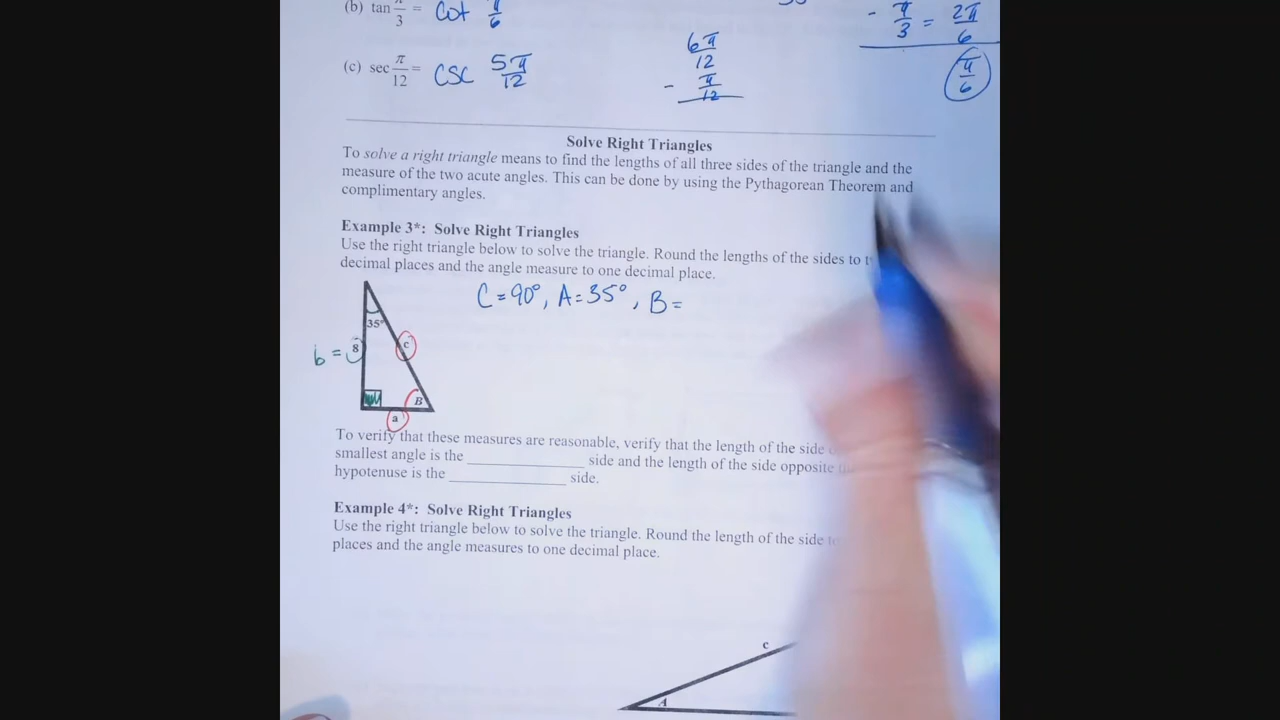 (b) tan π/3 = cot π/6
- π/3 = 2π/6
π/6
(c) sec π/12 = csc 5π/12
6π/12
- π/12
Solve Right Triangles
To solve a right triangle means to find the lengths of all three sides of the triangle and the
measure of the two acute angles. This can be done by using the Pythagorean Theorem and
complimentary angles.
Example 3*: Solve Right Triangles
Use the right triangle below to solve the triangle. Round the lengths of the sides to
decimal places and the angle measure to one decimal place.
C = 90°, A = 35°, B =
35°
b = 8
c
B
a
To verify that these measures are reasonable, verify that the length of the side
smallest angle is the ____________ side and the length of the side opposite
hypotenuse is the ____________ side.
Example 4*: Solve Right Triangles
Use the right triangle below to solve the triangle. Round the length of the side
places and the angle measures to one decimal place.
c
A